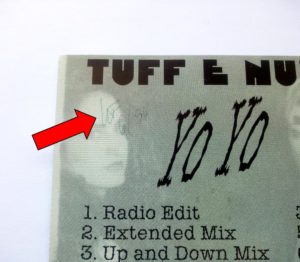 TUFF E NU
Yo Yo
1. Radio Edit
2. Extended Mix
3. Up and Down Mix